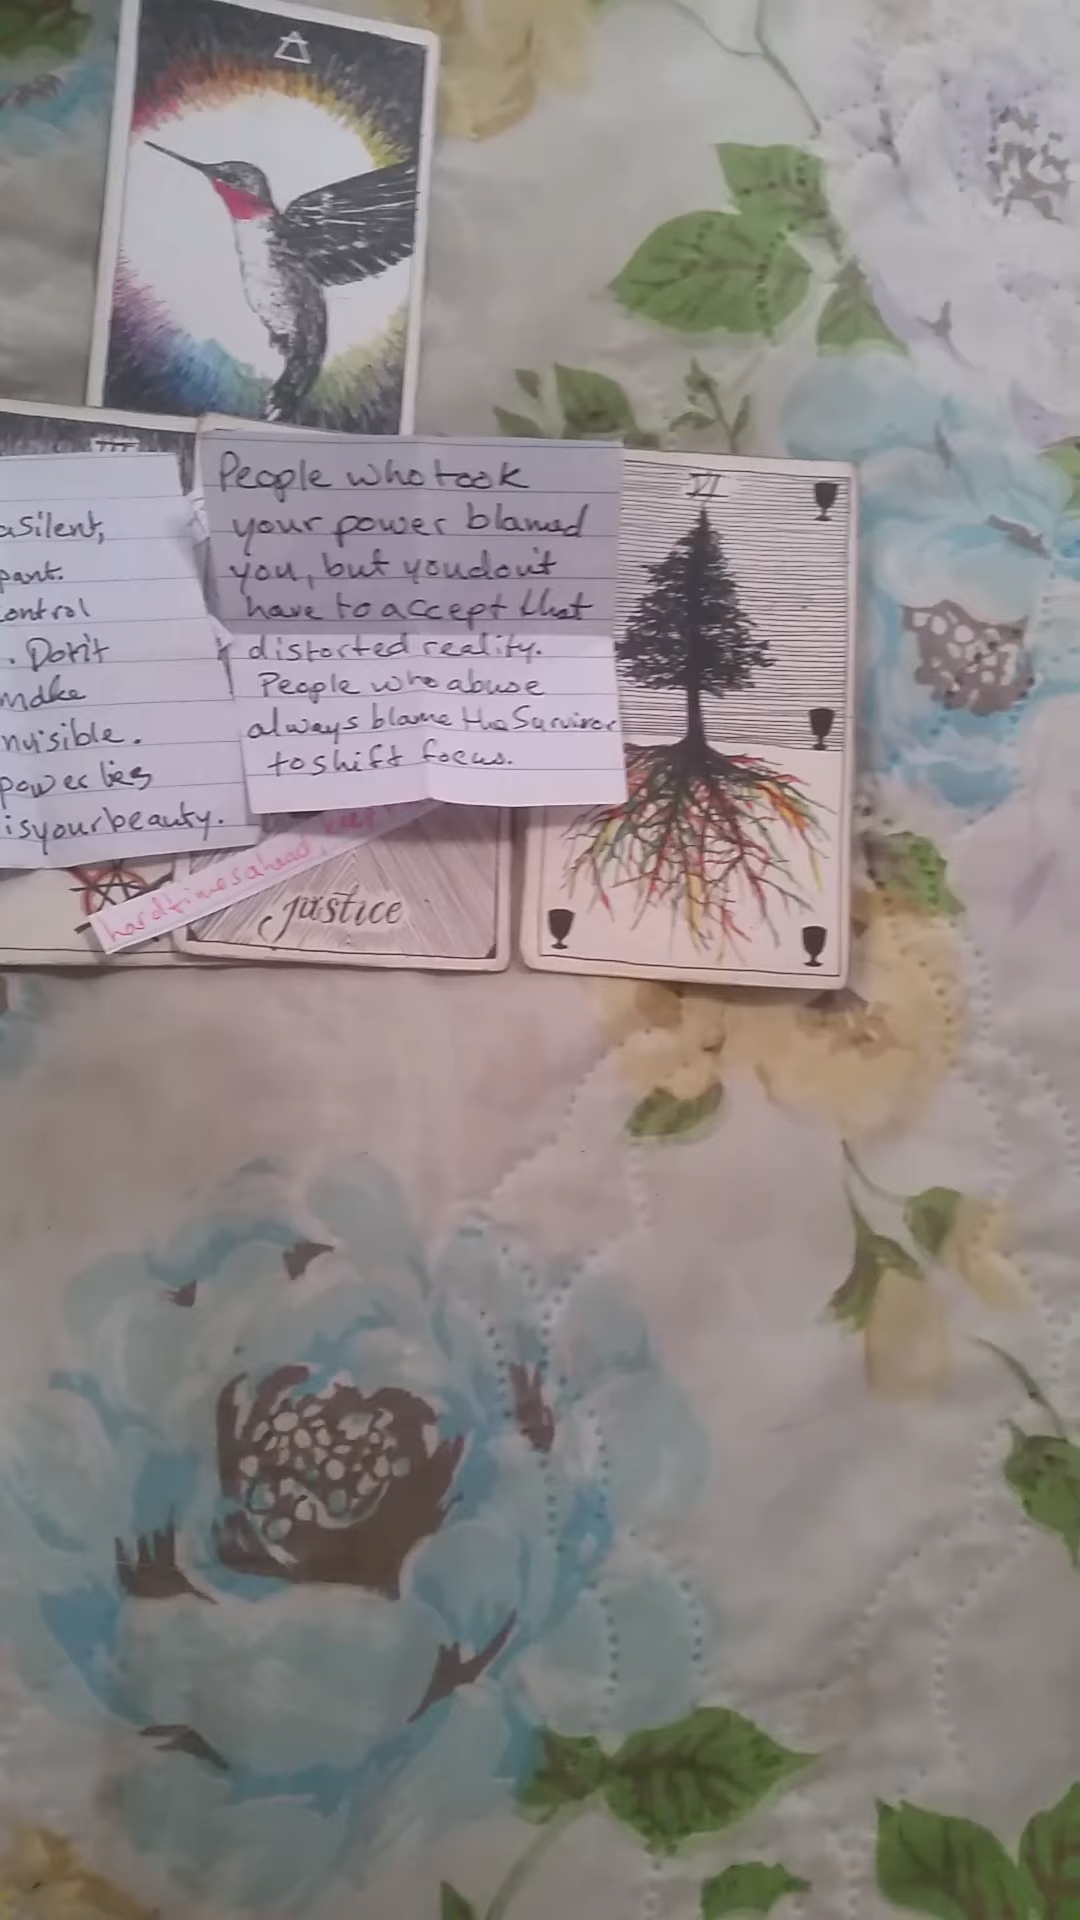 III
asilent,
pant.
ontrol
. Don't
make
nvisible.
power lies
is your beauty.
People who took
your power blamed
you, but you don't
have to accept that
distorted reality.
People who abuse
always blame the Survivor
to shift focus.
VI
hard times ahead,
justice